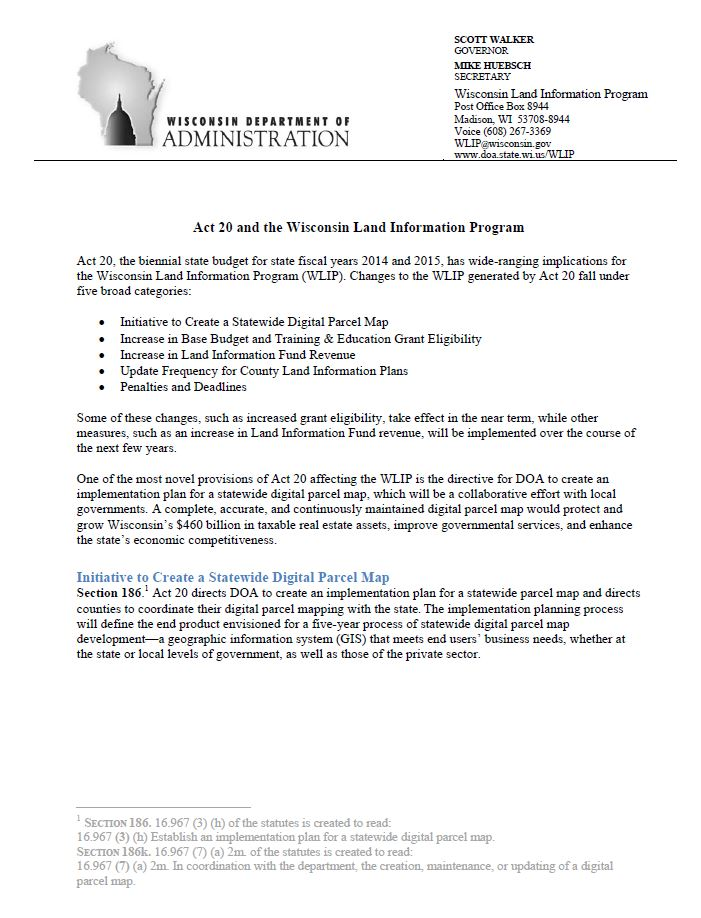 SCOTT WALKER
GOVERNOR
MIKE HUEBSCH
SECRETARY
Wisconsin Land Information Program
Post Office Box 8944
Madison, WI 53708-8944
Voice (608) 267-3369
WLIP@wisconsin.gov
www.doa.state.wi.us/WLIP
WISCONSIN DEPARTMENT OF
ADMINISTRATION
Act 20 and the Wisconsin Land Information Program
Act 20, the biennial state budget for state fiscal years 2014 and 2015, has wide-ranging implications for
the Wisconsin Land Information Program (WLIP). Changes to the WLIP generated by Act 20 fall under
five broad categories:
• Initiative to Create a Statewide Digital Parcel Map
• Increase in Base Budget and Training & Education Grant Eligibility
• Increase in Land Information Fund Revenue
• Update Frequency for County Land Information Plans
• Penalties and Deadlines
Some of these changes, such as increased grant eligibility, take effect in the near term, while other
measures, such as an increase in Land Information Fund revenue, will be implemented over the course of
the next few years.
One of the most novel provisions of Act 20 affecting the WLIP is the directive for DOA to create an
implementation plan for a statewide digital parcel map, which will be a collaborative effort with local
governments. A complete, accurate, and continuously maintained digital parcel map would protect and
grow Wisconsin's $460 billion in taxable real estate assets, improve governmental services, and enhance
the state's economic competitiveness.
Initiative to Create a Statewide Digital Parcel Map
Section 186.1 Act 20 directs DOA to create an implementation plan for a statewide parcel map and directs
counties to coordinate their digital parcel mapping with the state. The implementation planning process
will define the end product envisioned for a five-year process of statewide digital parcel map
development—a geographic information system (GIS) that meets end users' business needs, whether at
the state or local levels of government, as well as those of the private sector.
1 SECTION 186. 16.967 (3) (h) of the statutes is created to read:
16.967 (3) (h) Establish an implementation plan for a statewide digital parcel map.
SECTION 186k. 16.967 (7) (a) 2m. of the statutes is created to read:
16.967 (7) (a) 2m. In coordination with the department, the creation, maintenance, or updating of a digital
parcel map.